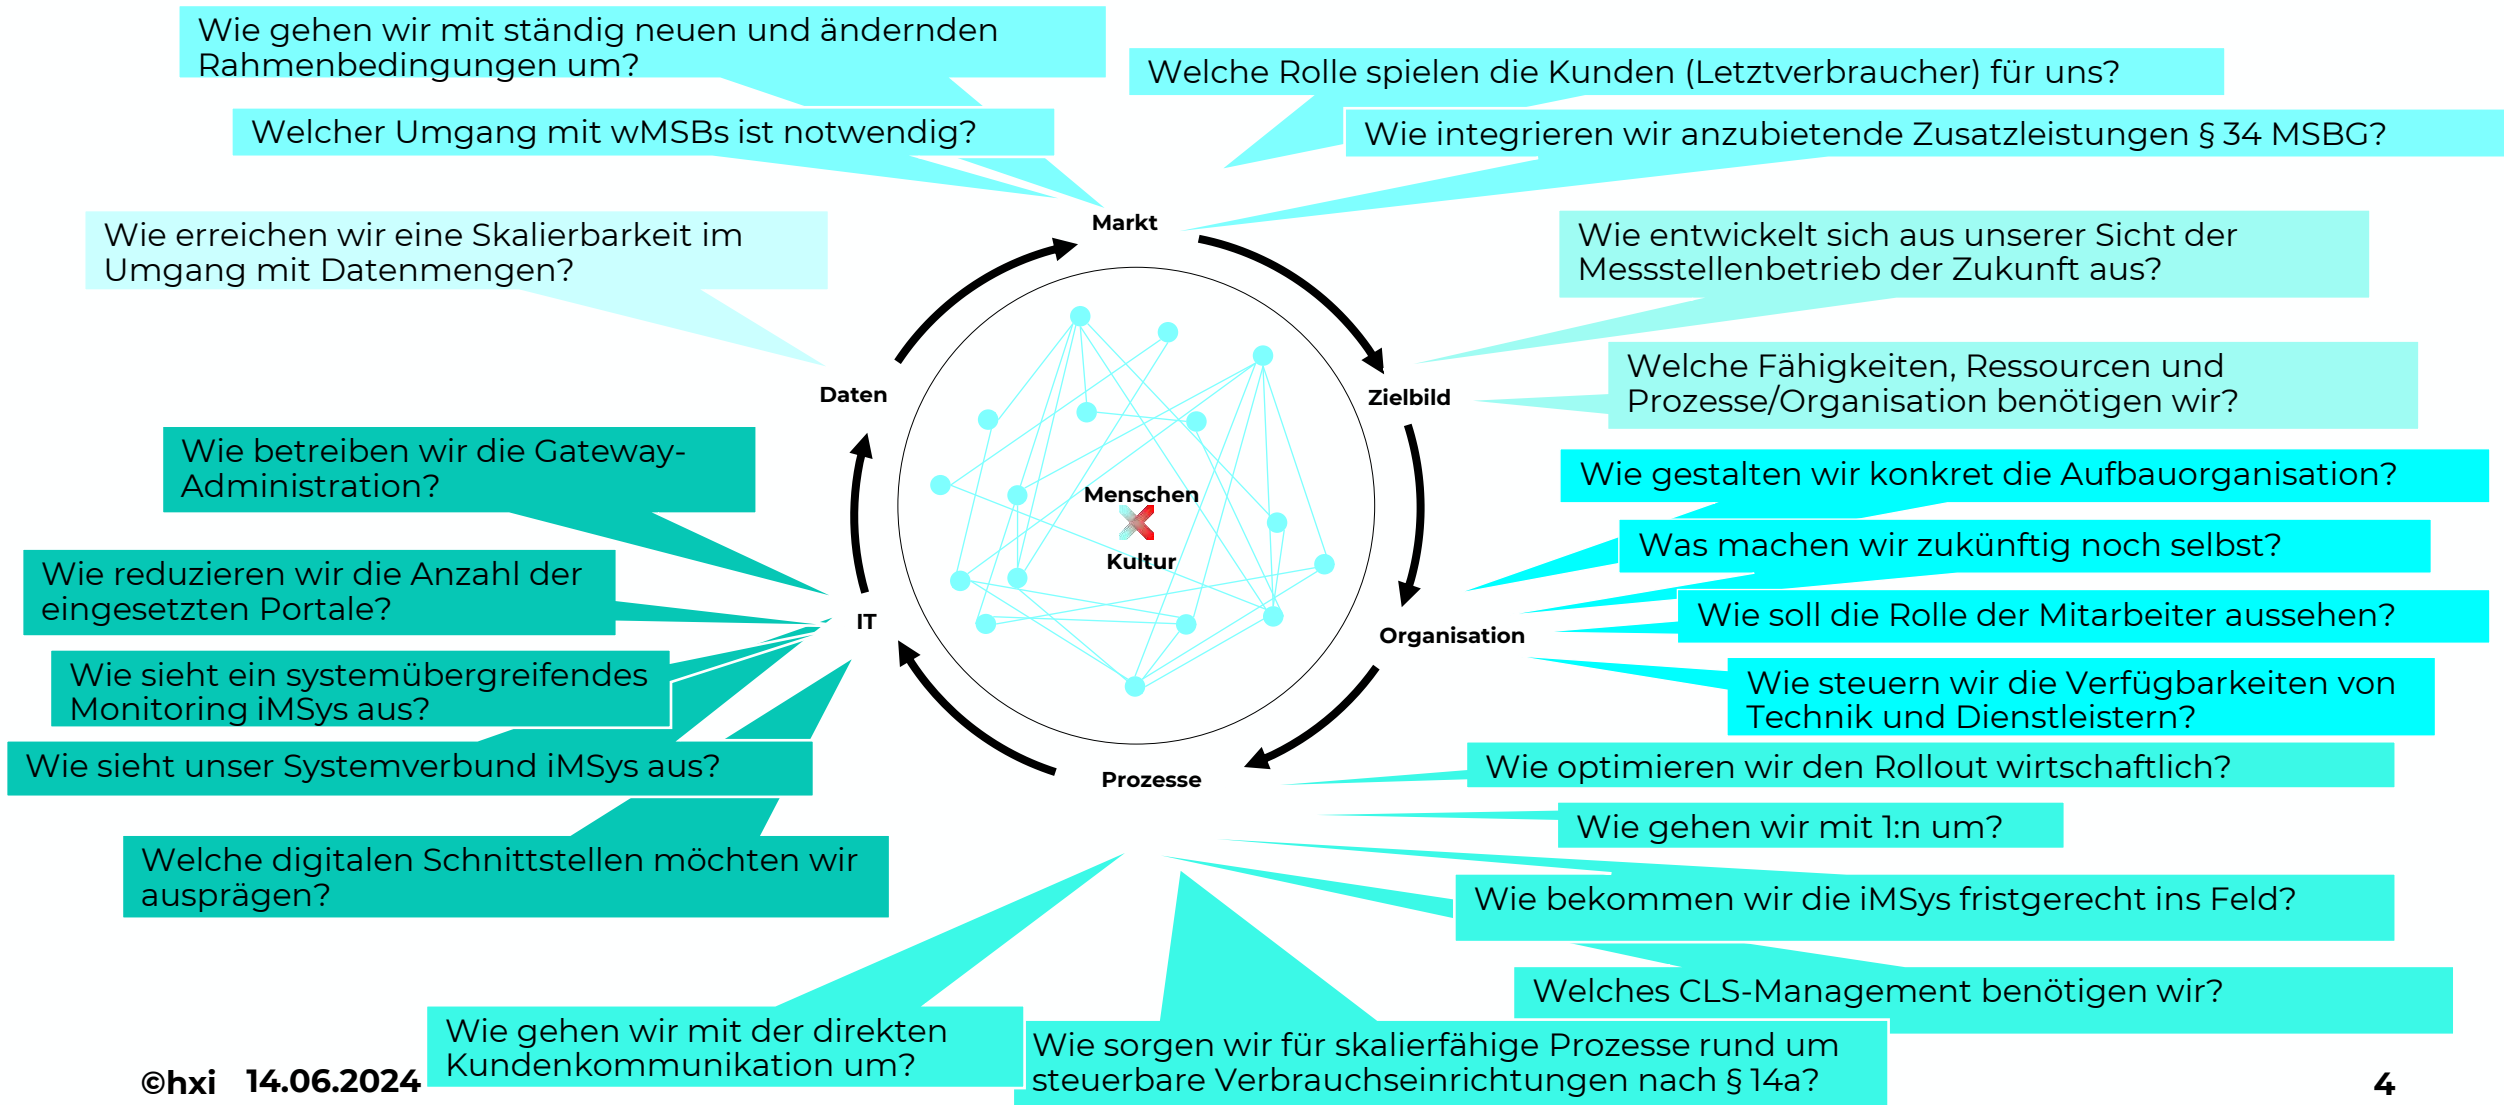 Wie gehen wir mit ständig neuen und ändernden
Rahmenbedingungen um?
Welche Rolle spielen die Kunden (Letztverbraucher) für uns?
Welcher Umgang mit wMSBs ist notwendig?
Wie integrieren wir anzubietende Zusatzleistungen § 34 MSBG?
Markt
Wie erreichen wir eine Skalierbarkeit im
Umgang mit Datenmengen?
Wie entwickelt sich aus unserer Sicht der
Messstellenbetrieb der Zukunft aus?
Daten
Zielbild
Welche Fähigkeiten, Ressourcen und
Prozesse/Organisation benötigen wir?
Wie betreiben wir die Gateway-
Administration?
Wie gestalten wir konkret die Aufbauorganisation?
Menschen
Kultur
Was machen wir zukünftig noch selbst?
Wie reduzieren wir die Anzahl der
eingesetzten Portale?
IT
Organisation
Wie soll die Rolle der Mitarbeiter aussehen?
Wie sieht ein systemübergreifendes
Monitoring iMSys aus?
Wie steuern wir die Verfügbarkeiten von
Technik und Dienstleistern?
Wie sieht unser Systemverbund iMSys aus?
Prozesse
Wie optimieren wir den Rollout wirtschaftlich?
Wie gehen wir mit 1:n um?
Welche digitalen Schnittstellen möchten wir
ausprägen?
Wie bekommen wir die iMSys fristgerecht ins Feld?
Welches CLS-Management benötigen wir?
Wie gehen wir mit der direkten
Kundenkommunikation um?
Wie sorgen wir für skalierfähige Prozesse rund um
steuerbare Verbrauchseinrichtungen nach § 14a?
©hxi 14.06.2024
4